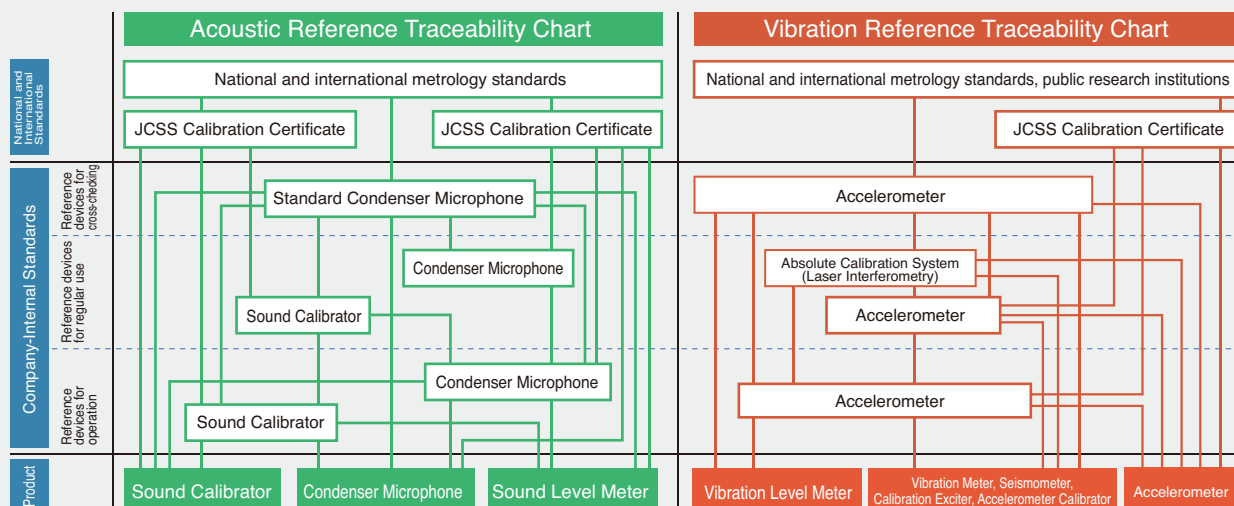 Acoustic Reference Traceability Chart
Vibration Reference Traceability Chart
National and
International
Standards
National and international metrology standards
National and international metrology standards, public research institutions
JCSS Calibration Certificate
JCSS Calibration Certificate
JCSS Calibration Certificate
Company-Internal Standards
Reference
devices for
cross-checking
Standard Condenser Microphone
Accelerometer
Reference devices
for regular use
Condenser Microphone
Absolute Calibration System
(Laser Interferometry)
Sound Calibrator
Accelerometer
Reference
devices for
operation
Condenser Microphone
Accelerometer
Sound Calibrator
Product
Sound Calibrator
Condenser Microphone
Sound Level Meter
Vibration Level Meter
Vibration Meter, Seismometer,
Calibration Exciter, Accelerometer Calibrator
Accelerometer